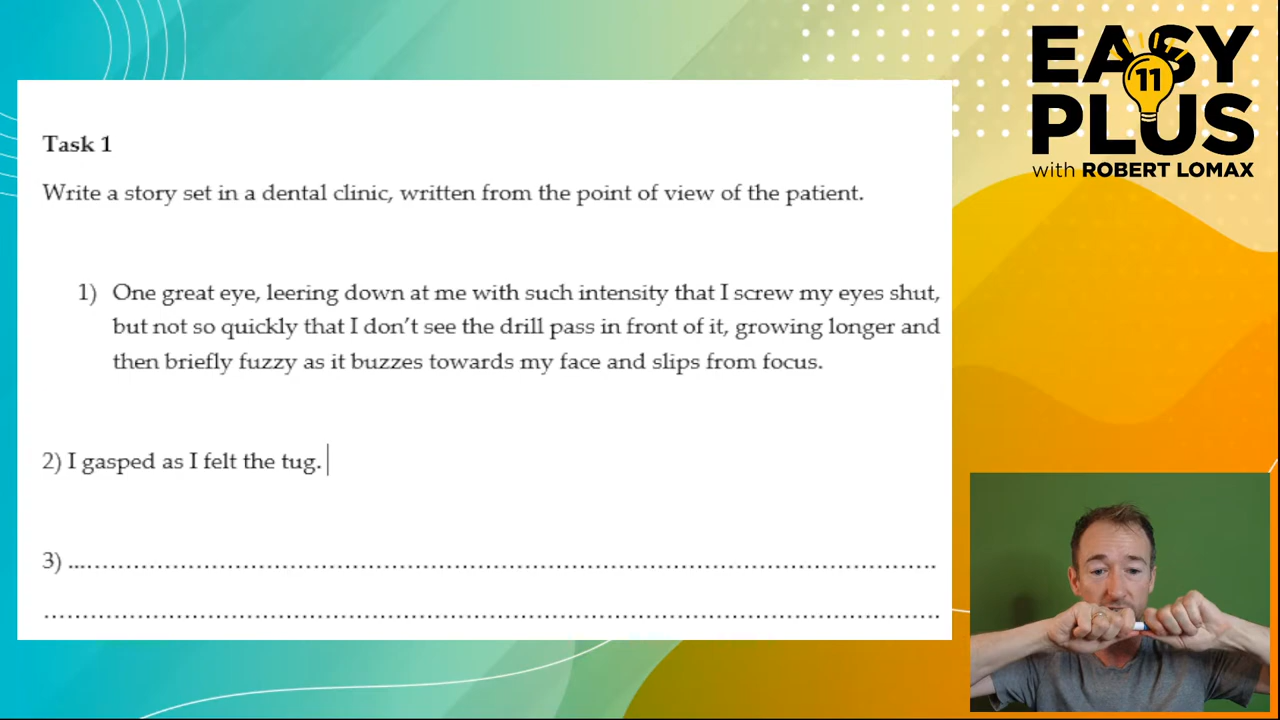 EASY
11
PLUS
with ROBERT LOMAX
Task 1
Write a story set in a dental clinic, written from the point of view of the patient.
1) One great eye, leering down at me with such intensity that I screw my eyes shut,
but not so quickly that I don’t see the drill pass in front of it, growing longer and
then briefly fuzzy as it buzzes towards my face and slips from focus.
2) I gasped as I felt the tug.
3) ...............................................................................................
...............................................................................................